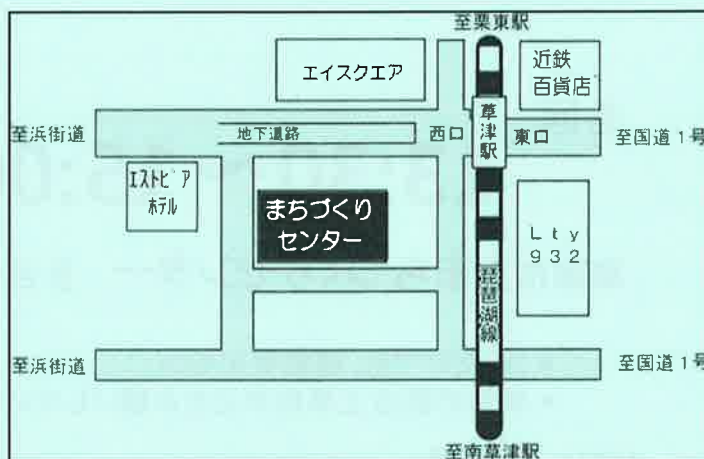 至栗東駅
エイスクエア
近鉄
百貨店
至浜街道
地下道路
西口
草津駅
東口
至国道1号
エストピア
ホテル
まちづくり
センター
Lty
932
琵琶湖線
至浜街道
至国道1号
至南草津駅